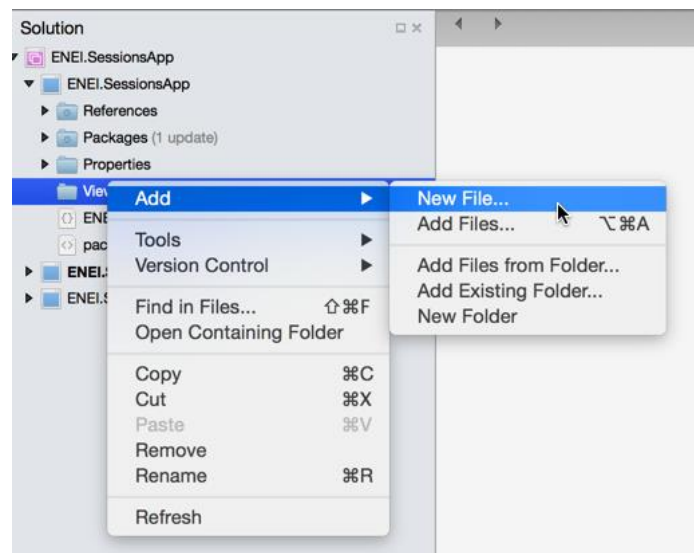 Solution
ENEI.SessionsApp
ENEI.SessionsApp
References
Packages (1 update)
Properties
Add
New File...
Add Files... ⌥⌘A
Tools
Version Control
ENEI.
Add Files from Folder...
ENEI.
Add Existing Folder...
Find in Files... ⇧⌘F
New Folder
Open Containing Folder
Copy ⌘C
Cut ⌘X
Paste ⌘V
Remove
Rename ⌘R
Refresh